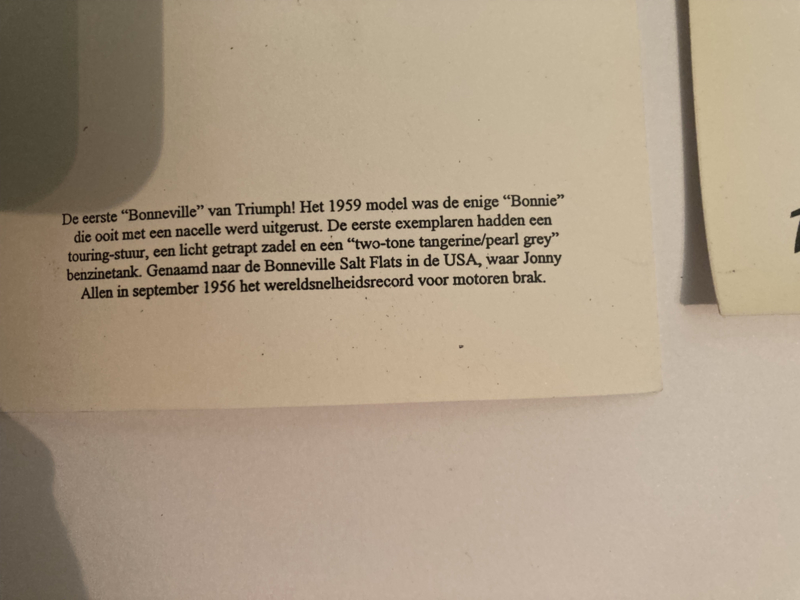 De eerste “Bonneville” van Triumph! Het 1959 model was de enige “Bonnie”
die ooit met een nacelle werd uitgerust. De eerste exemplaren hadden een
touring-stuur, een licht getrapt zadel en een “two-tone tangerine/pearl grey”
benzinetank. Genaamd naar de Bonneville Salt Flats in de USA, waar Jonny
Allen in september 1956 het wereldsnelheidsrecord voor motoren brak.